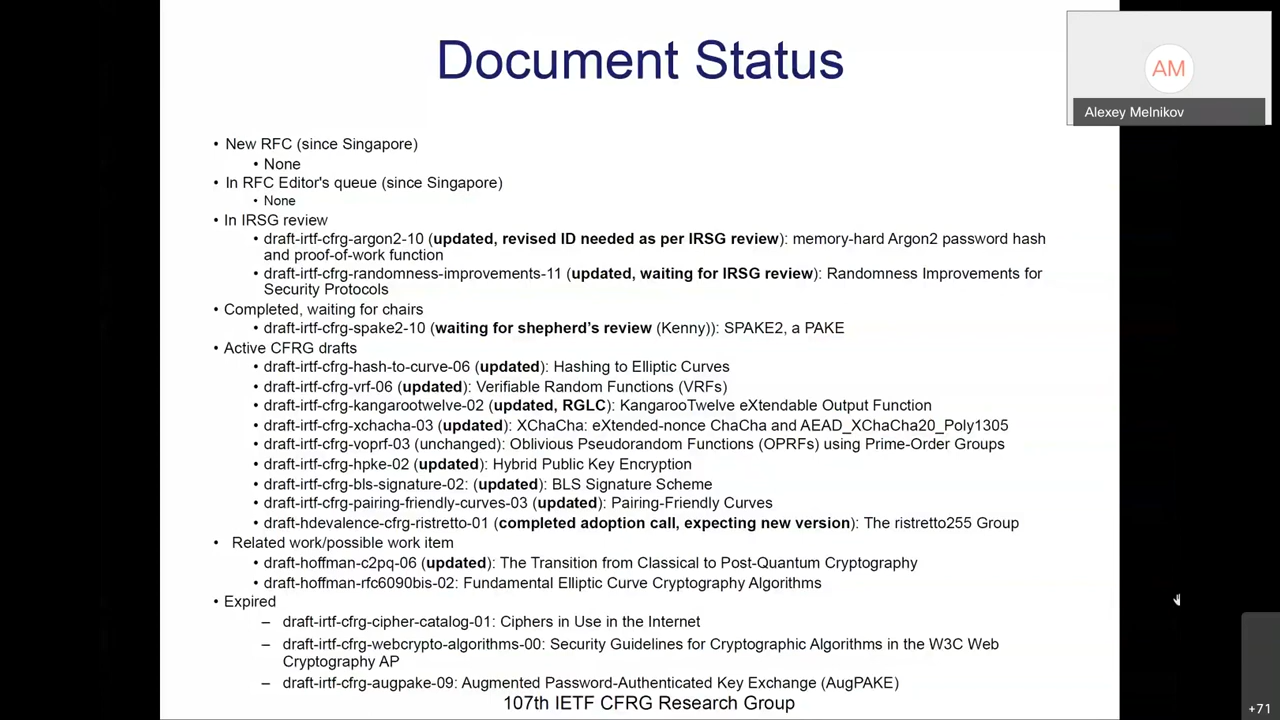 Document Status
AM
Alexey Melnikov
• New RFC (since Singapore)
• None
• In RFC Editor's queue (since Singapore)
• None
• In IRSG review
• draft-irtf-cfrg-argon2-10 (updated, revised ID needed as per IRSG review): memory-hard Argon2 password hash
and proof-of-work function
• draft-irtf-cfrg-randomness-improvements-11 (updated, waiting for IRSG review): Randomness Improvements for
Security Protocols
Completed, waiting for chairs
• draft-irtf-cfrg-spake2-10 (waiting for shepherd’s review (Kenny)): SPAKE2, a PAKE
• Active CFRG drafts
• draft-irtf-cfrg-hash-to-curve-06 (updated): Hashing to Elliptic Curves
• draft-irtf-cfrg-vrf-06 (updated): Verifiable Random Functions (VRFs)
• draft-irtf-cfrg-kangarootwelve-02 (updated, RGLC): KangarooTwelve eXtendable Output Function
• draft-irtf-cfrg-xchacha-03 (updated): XChaCha: eXtended-nonce ChaCha and AEAD_XChaCha20_Poly1305
• draft-irtf-cfrg-voprf-03 (unchanged): Oblivious Pseudorandom Functions (OPRFs) using Prime-Order Groups
• draft-irtf-cfrg-hpke-02 (updated): Hybrid Public Key Encryption
• draft-irtf-cfrg-bls-signature-02: (updated): BLS Signature Scheme
• draft-irtf-cfrg-pairing-friendly-curves-03 (updated): Pairing-Friendly Curves
• draft-hdevalence-cfrg-ristretto-01 (completed adoption call, expecting new version): The ristretto255 Group
• Related work/possible work item
• draft-hoffman-c2pq-06 (updated): The Transition from Classical to Post-Quantum Cryptography
• draft-hoffman-rfc6090bis-02: Fundamental Elliptic Curve Cryptography Algorithms
• Expired
– draft-irtf-cfrg-cipher-catalog-01: Ciphers in Use in the Internet
– draft-irtf-cfrg-webcrypto-algorithms-00: Security Guidelines for Cryptographic Algorithms in the W3C Web
Cryptography AP
– draft-irtf-cfrg-augpake-09: Augmented Password-Authenticated Key Exchange (AugPAKE)
107th IETF CFRG Research Group
+71